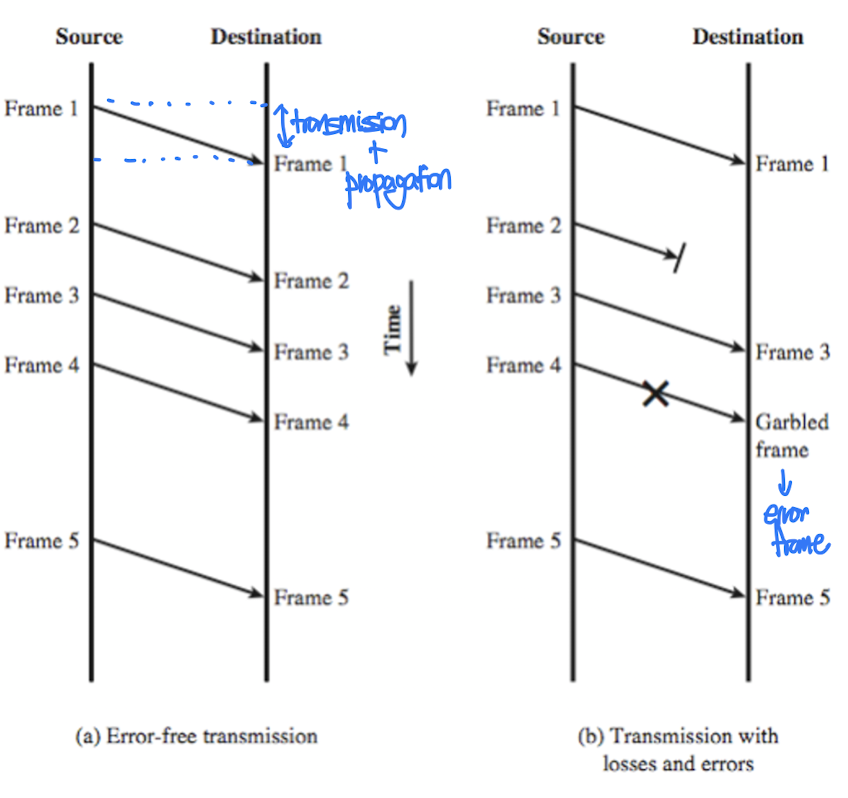 Source
Destination
Frame 1
transmission
+
propagation
Frame 1
Frame 2
Frame 2
Frame 3
Frame 3
Frame 4
Frame 4
Frame 5
Frame 5
Time
(a) Error-free transmission
Source
Destination
Frame 1
Frame 1
Frame 2
Frame 3
Frame 3
Frame 4
Garbled
frame
error
frame
Frame 5
Frame 5
(b) Transmission with
losses and errors